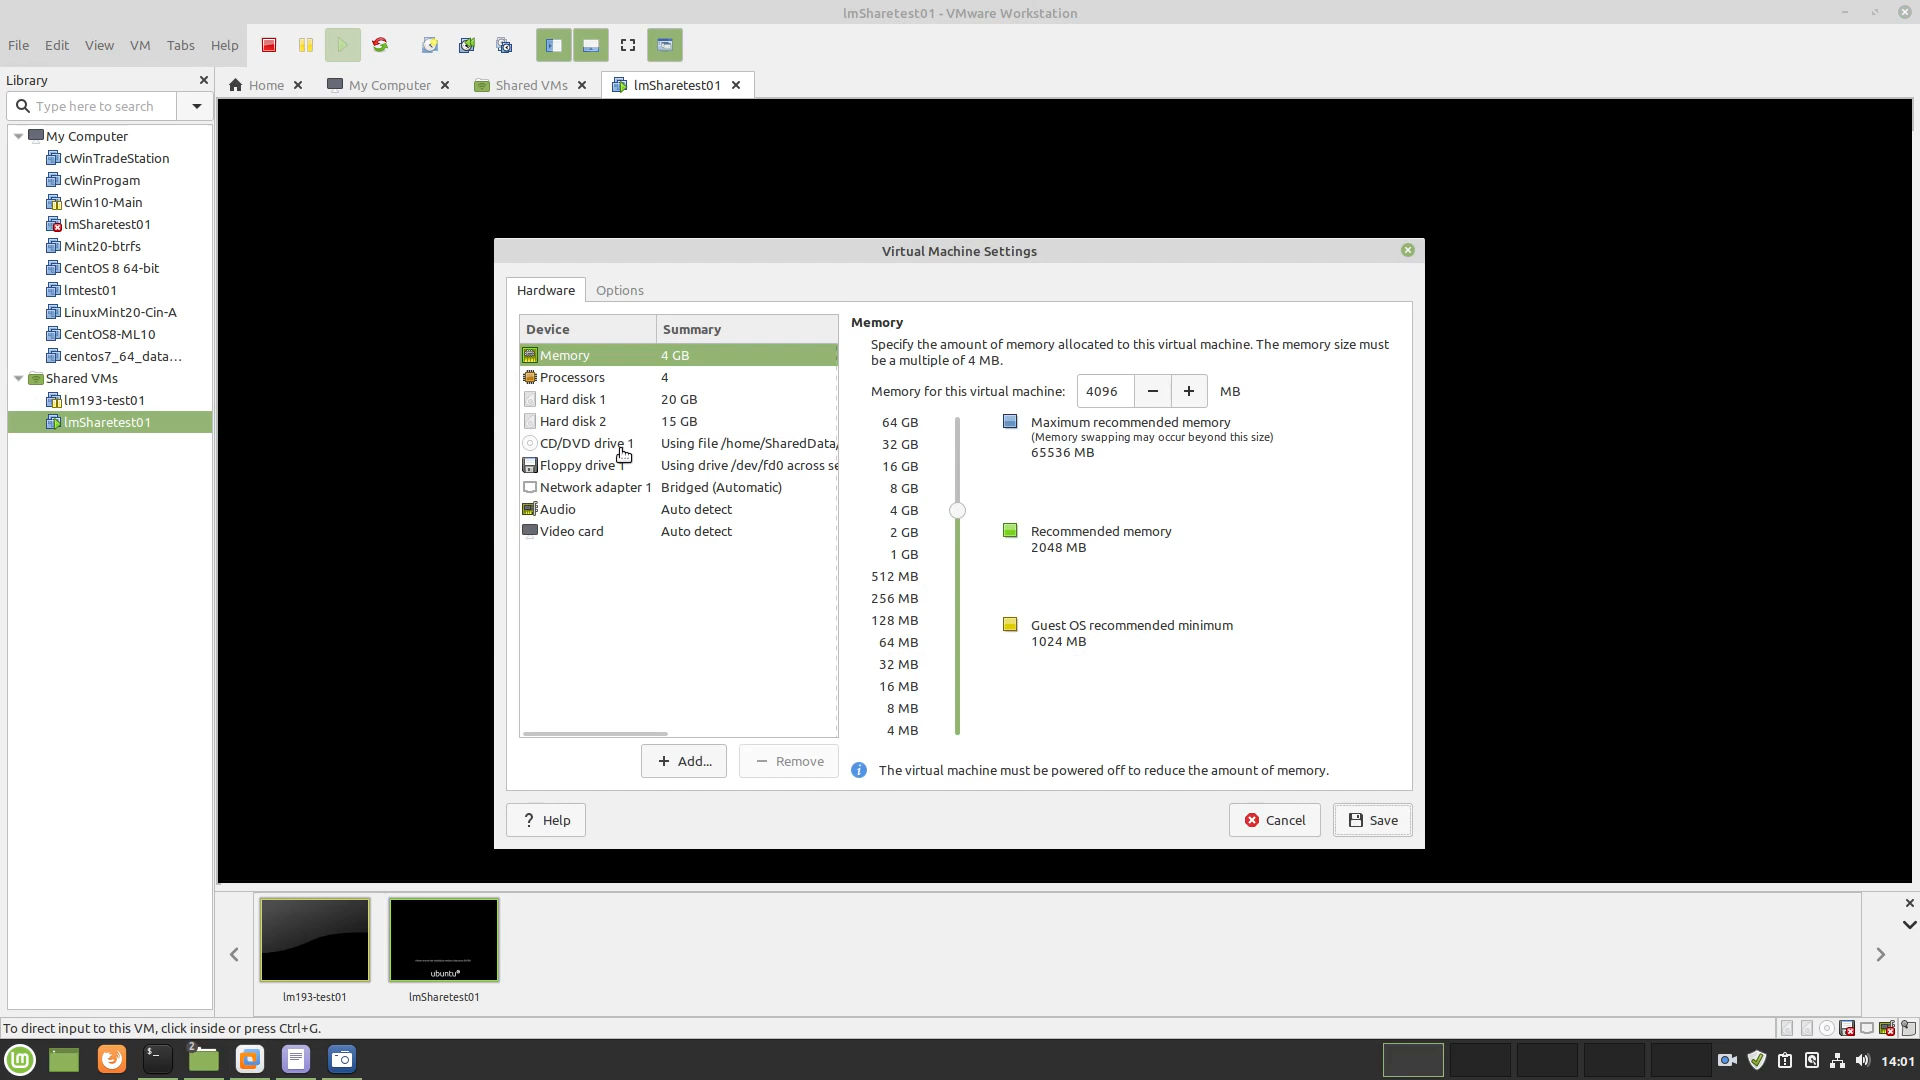 lmSharetest01 - VMware Workstation
File Edit View VM Tabs Help
Library
Type here to search
Home
My Computer
Shared VMs
lmSharetest01
My Computer
cWinTradeStation
cWinProgam
cWin10-Main
lmSharetest01
Mint20-btrfs
CentOS 8 64-bit
lmtest01
LinuxMint20-Cin-A
CentOS8-ML10
centos7_64_data...
Shared VMs
lm193-test01
lmSharetest01
Virtual Machine Settings
Hardware Options
Device Summary
Memory 4 GB
Processors 4
Hard disk 1 20 GB
Hard disk 2 15 GB
CD/DVD drive 1 Using file /home/SharedData/
Floppy drive 1 Using drive /dev/fd0 across se
Network adapter 1 Bridged (Automatic)
Audio Auto detect
Video card Auto detect
+ Add...
− Remove
Memory
Specify the amount of memory allocated to this virtual machine. The memory size must
be a multiple of 4 MB.
Memory for this virtual machine: 4096 − + MB
64 GB
32 GB
16 GB
8 GB
4 GB
2 GB
1 GB
512 MB
256 MB
128 MB
64 MB
32 MB
16 MB
8 MB
4 MB
Maximum recommended memory
(Memory swapping may occur beyond this size)
65536 MB
Recommended memory
2048 MB
Guest OS recommended minimum
1024 MB
The virtual machine must be powered off to reduce the amount of memory.
? Help
Cancel
Save
ubuntu
lm193-test01
lmSharetest01
To direct input to this VM, click inside or press Ctrl+G.
2
14:01